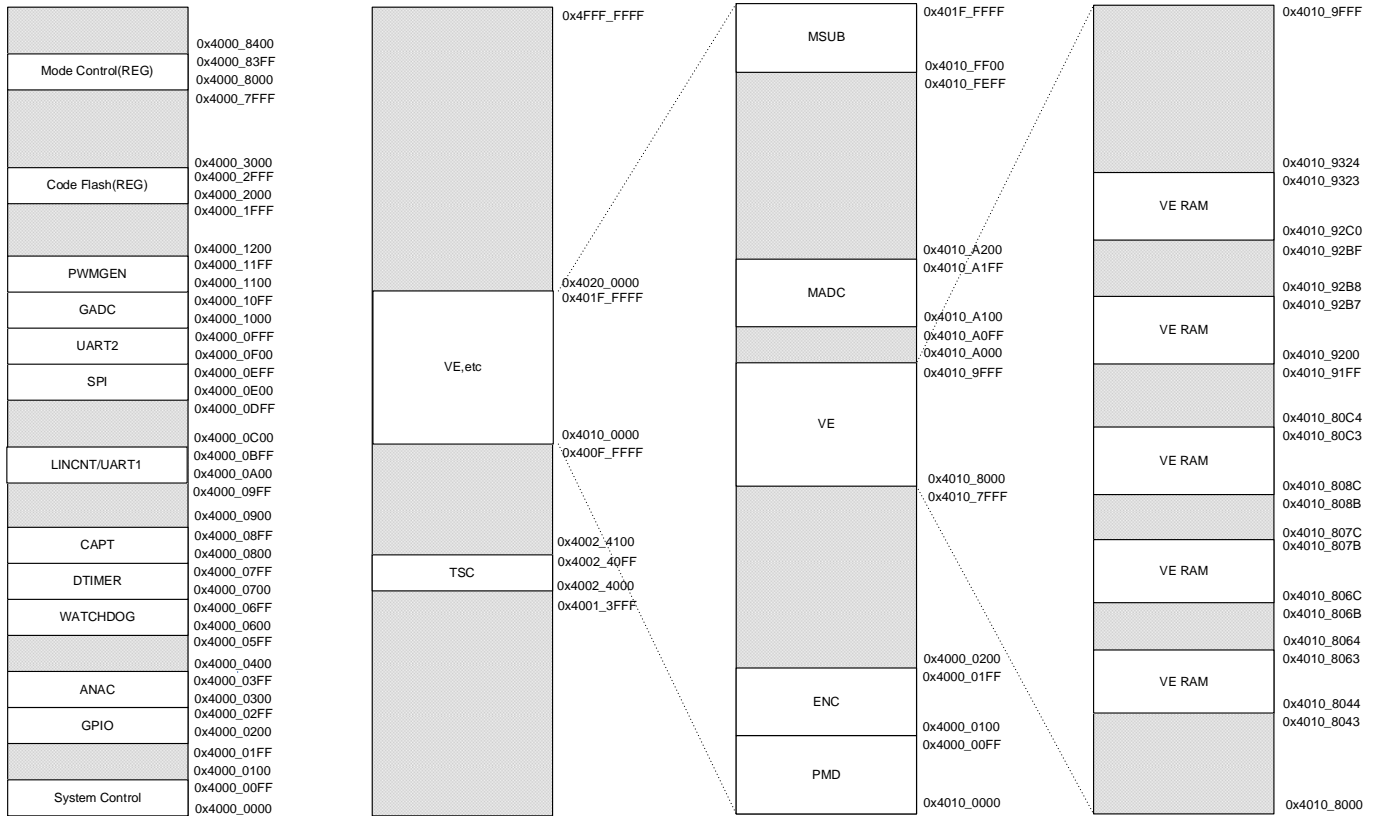 0x4000_8400
Mode Control(REG)
0x4000_83FF
0x4000_8000
0x4000_7FFF
0x4000_3000
Code Flash(REG)
0x4000_2FFF
0x4000_2000
0x4000_1FFF
0x4000_1200
PWMGEN
0x4000_11FF
0x4000_1100
GADC
0x4000_10FF
0x4000_1000
UART2
0x4000_0FFF
0x4000_0F00
SPI
0x4000_0EFF
0x4000_0E00
0x4000_0DFF
0x4000_0C00
LINCNT/UART1
0x4000_0BFF
0x4000_0A00
0x4000_09FF
0x4000_0900
CAPT
0x4000_08FF
0x4000_0800
DTIMER
0x4000_07FF
0x4000_0700
WATCHDOG
0x4000_06FF
0x4000_0600
0x4000_05FF
0x4000_0400
ANAC
0x4000_03FF
0x4000_0300
GPIO
0x4000_02FF
0x4000_0200
0x4000_01FF
0x4000_0100
System Control
0x4000_00FF
0x4000_0000
0x4FFF_FFFF
0x4020_0000
0x401F_FFFF
VE,etc
0x4010_0000
0x400F_FFFF
0x4002_4100
TSC
0x4002_40FF
0x4002_4000
0x4001_3FFF
0x401F_FFFF
MSUB
0x4010_FF00
0x4010_FEFF
0x4010_A200
0x4010_A1FF
MADC
0x4010_A100
0x4010_A0FF
0x4010_A000
0x4010_9FFF
VE
0x4010_8000
0x4010_7FFF
0x4000_0200
0x4000_01FF
ENC
0x4000_0100
0x4000_00FF
PMD
0x4010_0000
0x4010_9FFF
0x4010_9324
0x4010_9323
VE RAM
0x4010_92C0
0x4010_92BF
0x4010_92B8
0x4010_92B7
VE RAM
0x4010_9200
0x4010_91FF
0x4010_80C4
0x4010_80C3
VE RAM
0x4010_808C
0x4010_808B
0x4010_807C
0x4010_807B
VE RAM
0x4010_806C
0x4010_806B
0x4010_8064
0x4010_8063
VE RAM
0x4010_8044
0x4010_8043
0x4010_8000